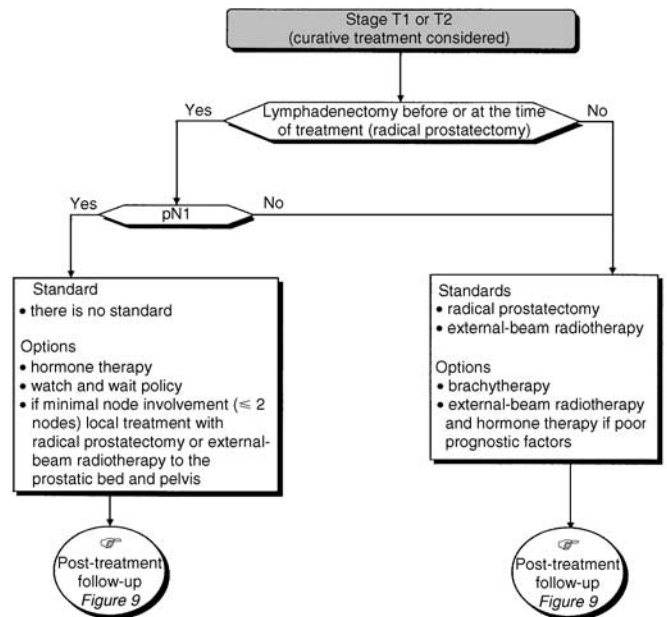 Stage T1 or T2
(curative treatment considered)
Yes
Lymphadenectomy before or at the time
of treatment (radical prostatectomy)
No
Yes
pN1
No
Standard
• there is no standard
Options
• hormone therapy
• watch and wait policy
• if minimal node involvement (⩽ 2
nodes) local treatment with
radical prostatectomy or external-
beam radiotherapy to the
prostatic bed and pelvis
Standards
• radical prostatectomy
• external-beam radiotherapy
Options
• brachytherapy
• external-beam radiotherapy
and hormone therapy if poor
prognostic factors
☞
Post-treatment
follow-up
Figure 9
☞
Post-treatment
follow-up
Figure 9